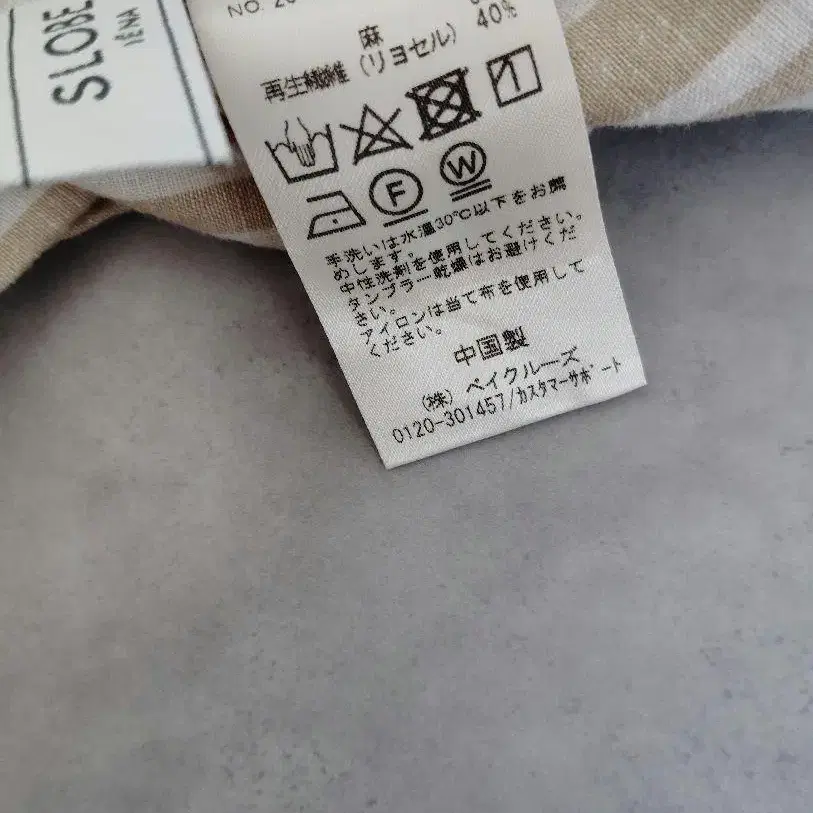 SLOBE
IÉNA
麻
再生繊維 (リヨセル) 40%
F
W
手洗いは水温30℃以下をお薦
めします。
中性洗剤を使用してください。
タンブラー乾燥はお避けくだ
さい。
アイロンは当て布を使用して
ください。
中国製
(株) ベイクルーズ
0120-301457/カスタマーサポート